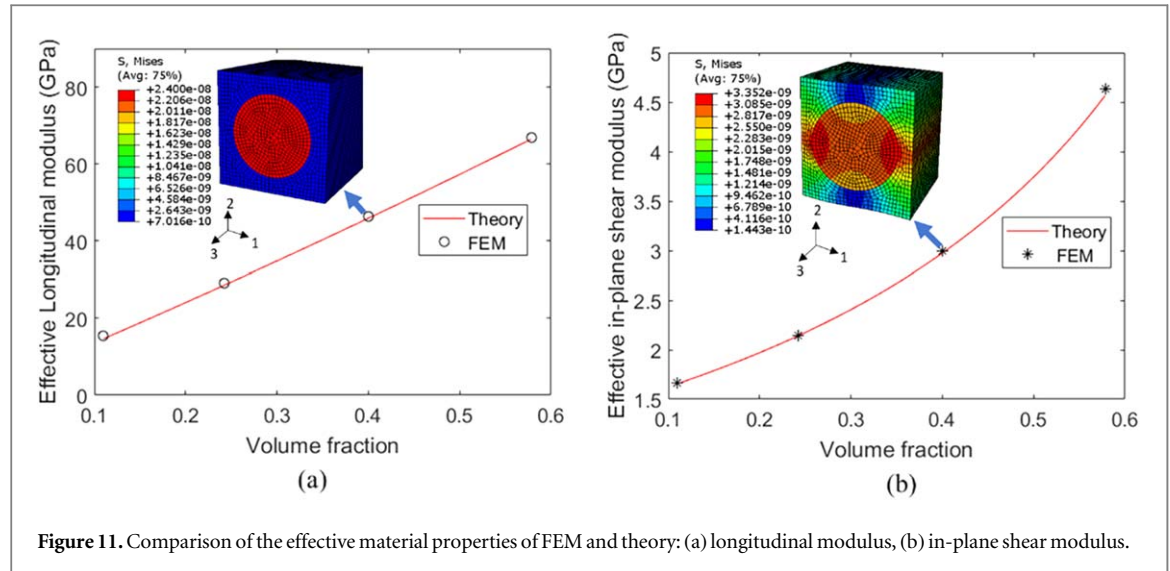 Effective Longitudinal modulus (GPa)
80
60
40
20
0
0.1
0.2
0.3
0.4
0.5
0.6
Volume fraction
S, Mises
(Avg: 75%)
+2.400e-08
+2.206e-08
+2.011e-08
+1.817e-08
+1.623e-08
+1.429e-08
+1.235e-08
+1.041e-08
+8.467e-09
+6.526e-09
+4.584e-09
+2.643e-09
+7.016e-10
2
3
1
Theory
FEM
(a)
Effective in-plane shear modulus (GPa)
5
4.5
4
3.5
3
2.5
2
1.5
0.1
0.2
0.3
0.4
0.5
0.6
Volume fraction
S, Mises
(Avg: 75%)
+3.352e-09
+3.085e-09
+2.817e-09
+2.550e-09
+2.283e-09
+2.015e-09
+1.748e-09
+1.481e-09
+1.214e-09
+9.462e-10
+6.789e-10
+4.116e-10
+1.443e-10
2
3
1
Theory
FEM
(b)
Figure 11. Comparison of the effective material properties of FEM and theory: (a) longitudinal modulus, (b) in-plane shear modulus.